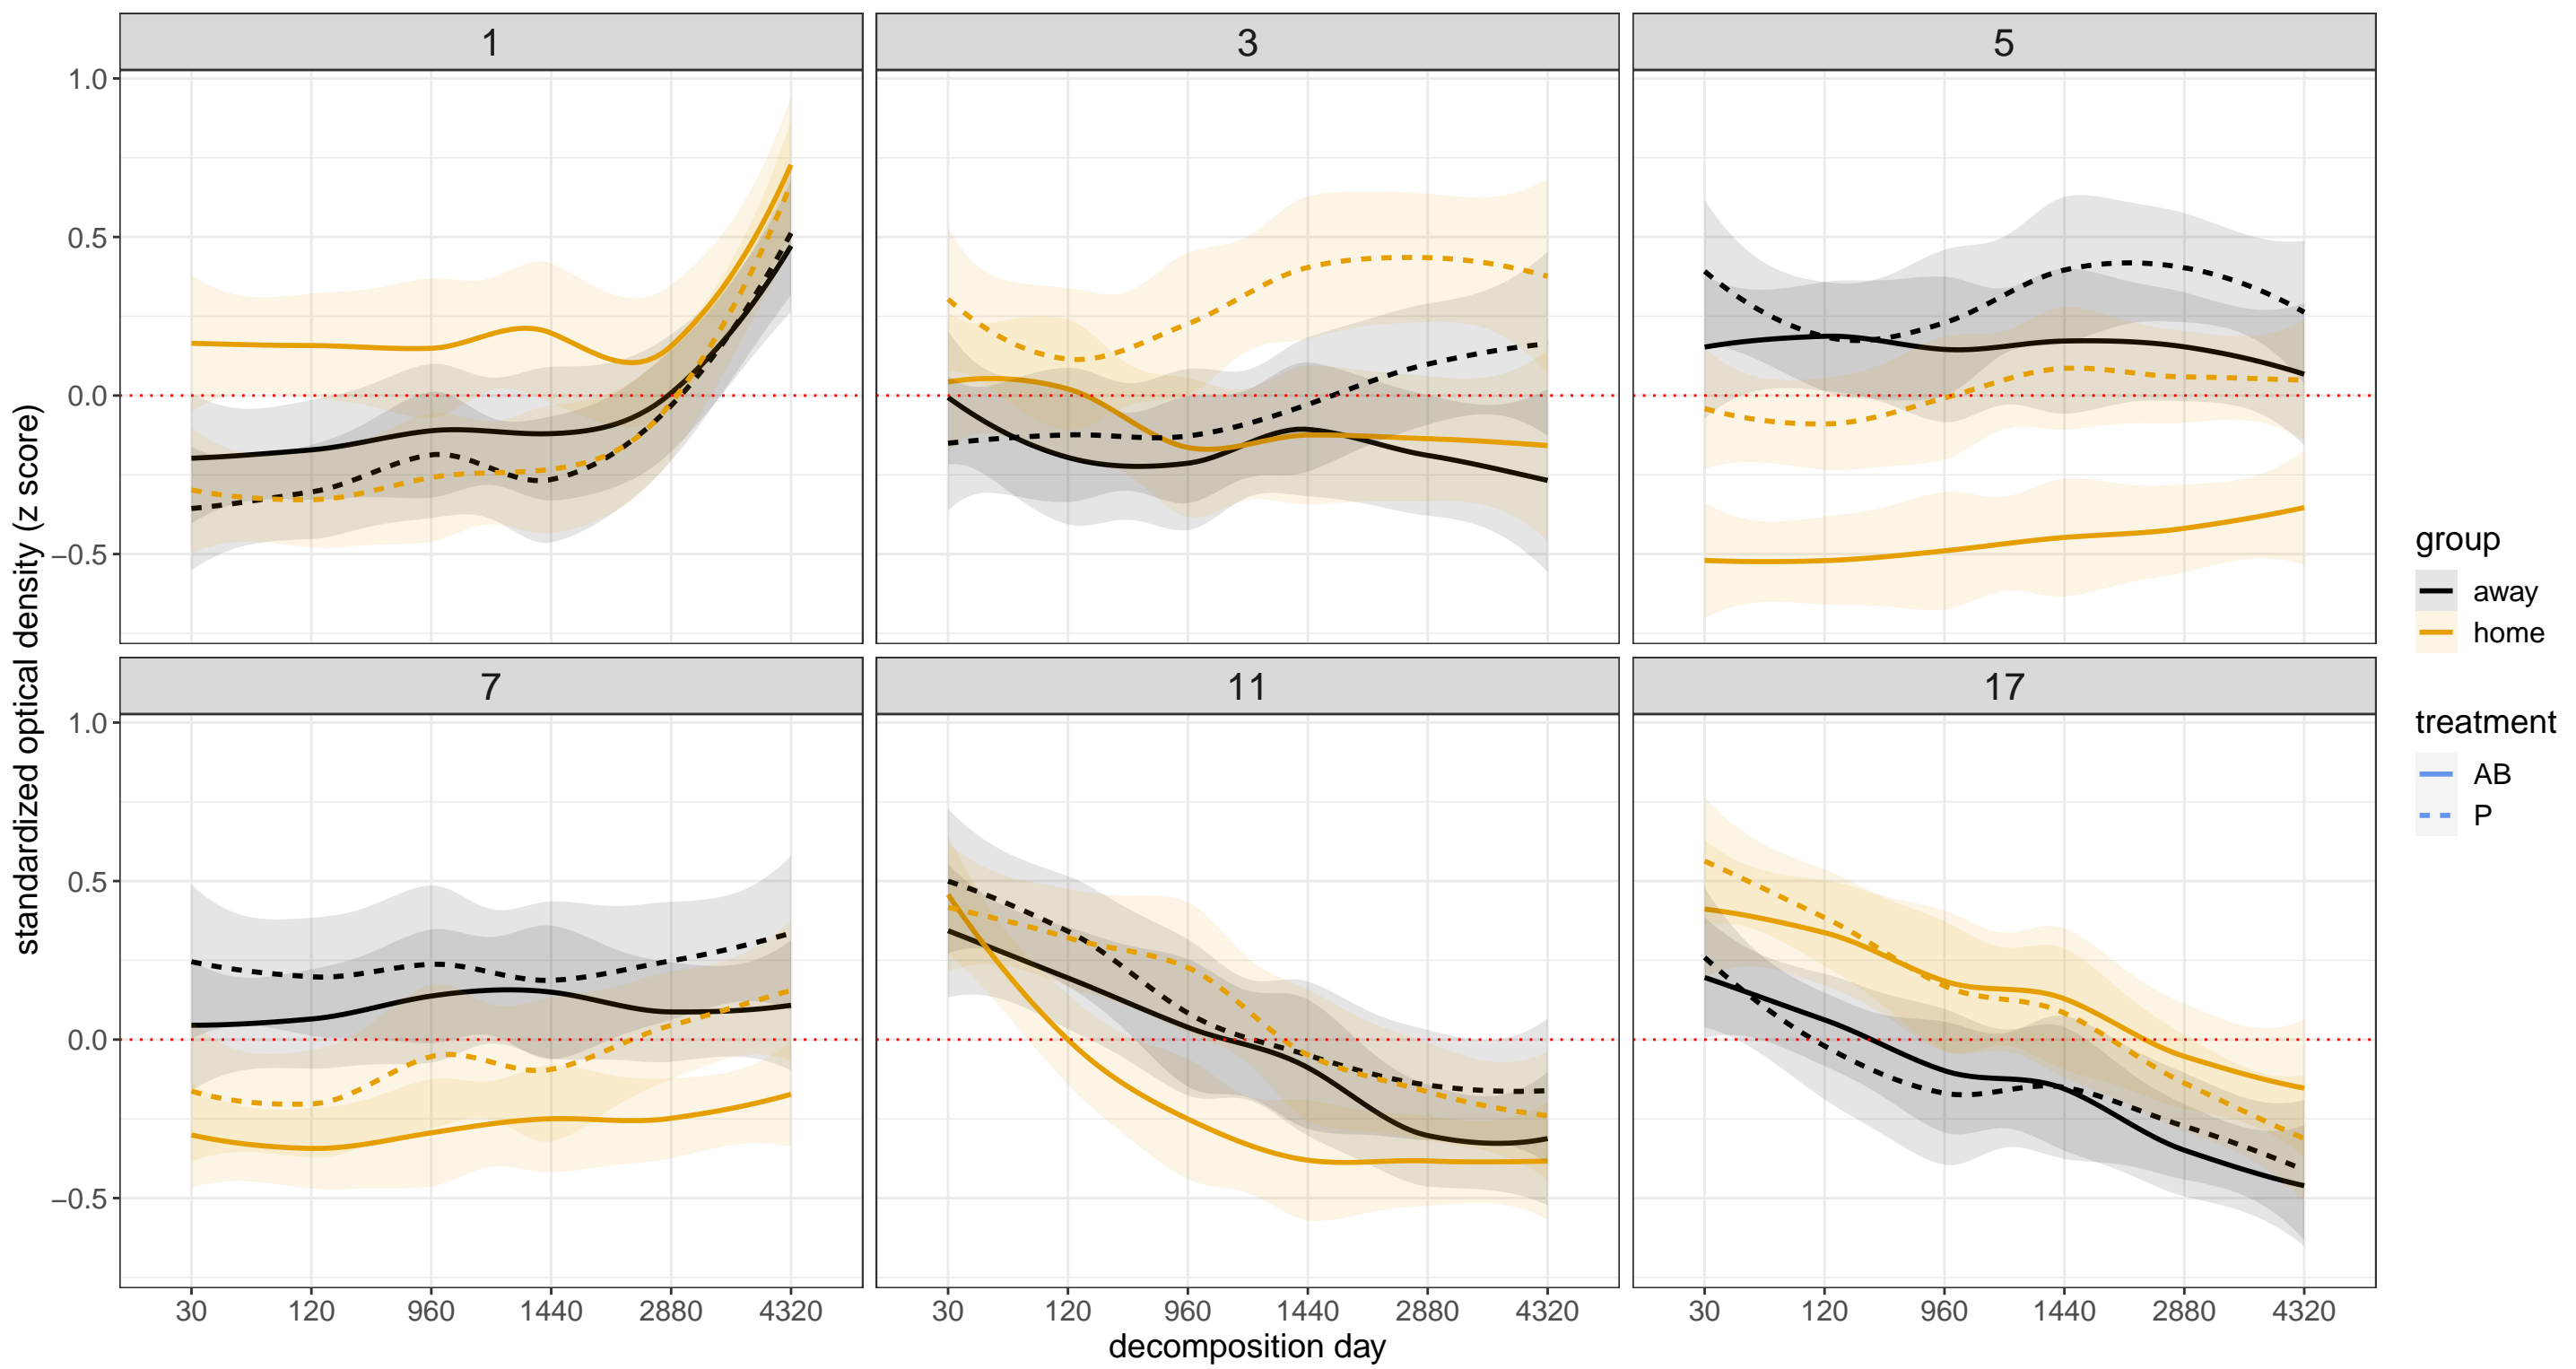 1 3 5
1.0
0.5
0.0
−0.5
7 11 17
1.0
0.5
0.0
−0.5
30 120 960 1440 2880 4320 30 120 960 1440 2880 4320 30 120 960 1440 2880 4320
decomposition day
standardized optical density (z score)
group
away
home
treatment
AB
P